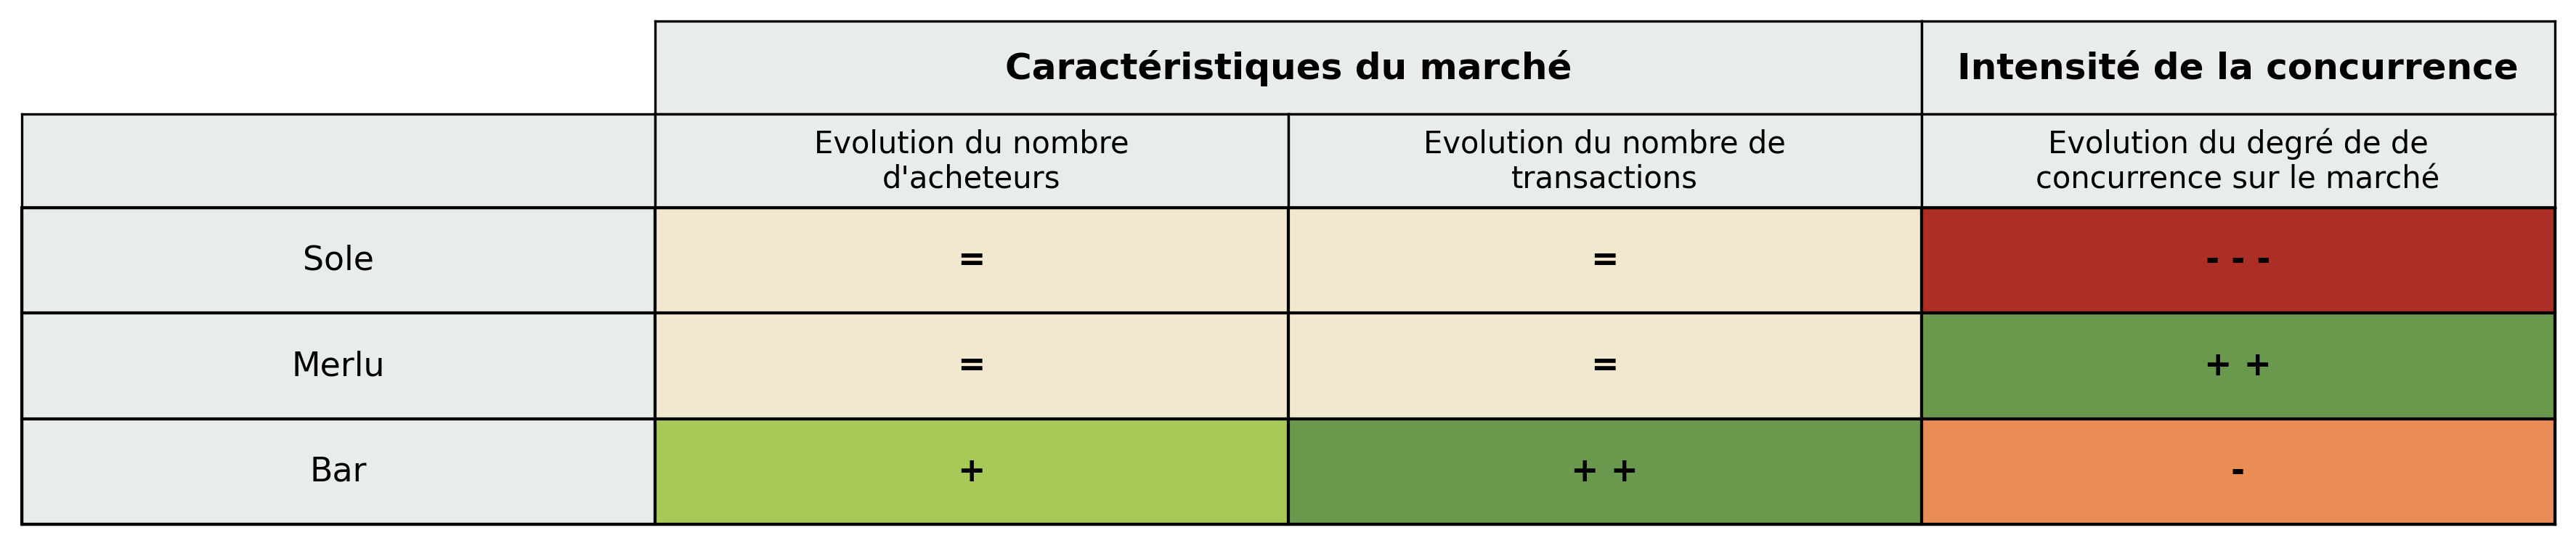 Caractéristiques du marché
Intensité de la concurrence
Evolution du nombre
d'acheteurs
Evolution du nombre de
transactions
Evolution du degré de de
concurrence sur le marché
Sole
=
=
- - -
Merlu
=
=
+ +
Bar
+
+ +
-